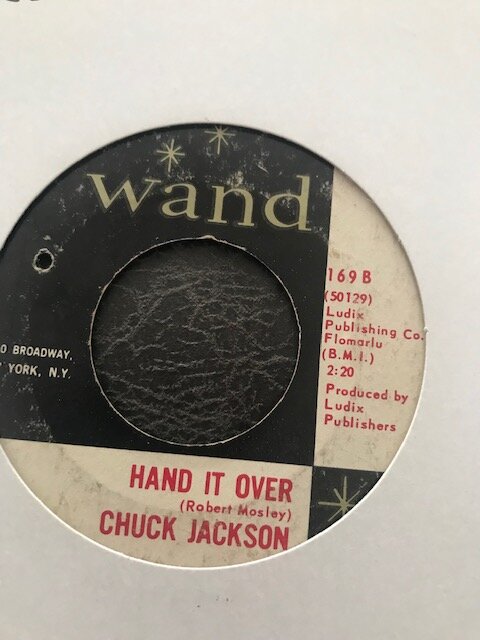 wand
169 B
(50129)
Ludix
Publishing Co.
Flomarlu
(B.M.I.)
2:20
Produced by
Ludix
Publishers
0 BROADWAY,
YORK, N.Y.
HAND IT OVER
(Robert Mosley)
CHUCK JACKSON